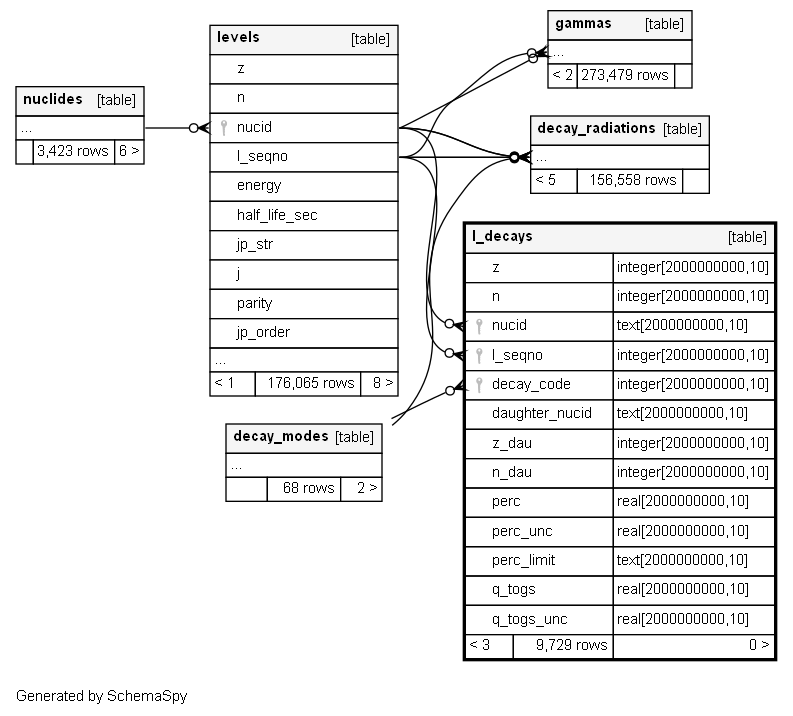 nuclides [table]
...
3,423 rows 6 >
levels [table]
z
n
nucid
l_seqno
energy
half_life_sec
jp_str
j
parity
jp_order
...
< 1 176,065 rows 8 >
gammas [table]
...
< 2 273,479 rows
decay_radiations [table]
...
< 5 156,558 rows
decay_modes [table]
...
68 rows 2 >
l_decays [table]
z integer[2000000000,10]
n integer[2000000000,10]
nucid text[2000000000,10]
l_seqno integer[2000000000,10]
decay_code integer[2000000000,10]
daughter_nucid text[2000000000,10]
z_dau integer[2000000000,10]
n_dau integer[2000000000,10]
perc real[2000000000,10]
perc_unc real[2000000000,10]
perc_limit text[2000000000,10]
q_togs real[2000000000,10]
q_togs_unc real[2000000000,10]
< 3 9,729 rows 0 >
Generated by SchemaSpy